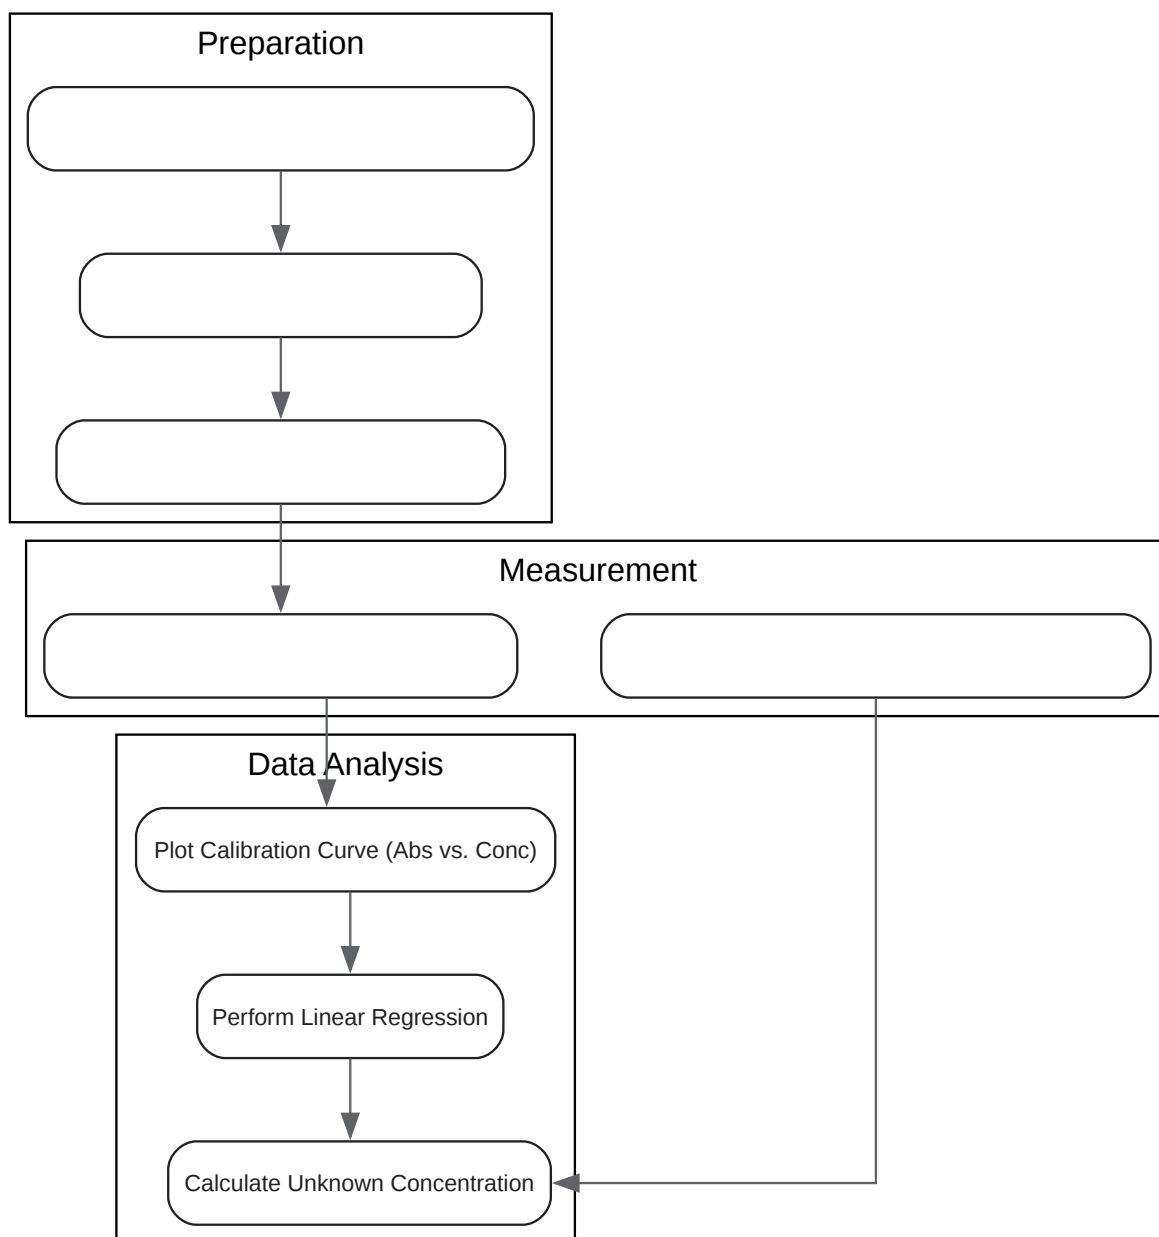 Preparation
Measurement
Data Analysis
Plot Calibration Curve (Abs vs. Conc)
Perform Linear Regression
Calculate Unknown Concentration